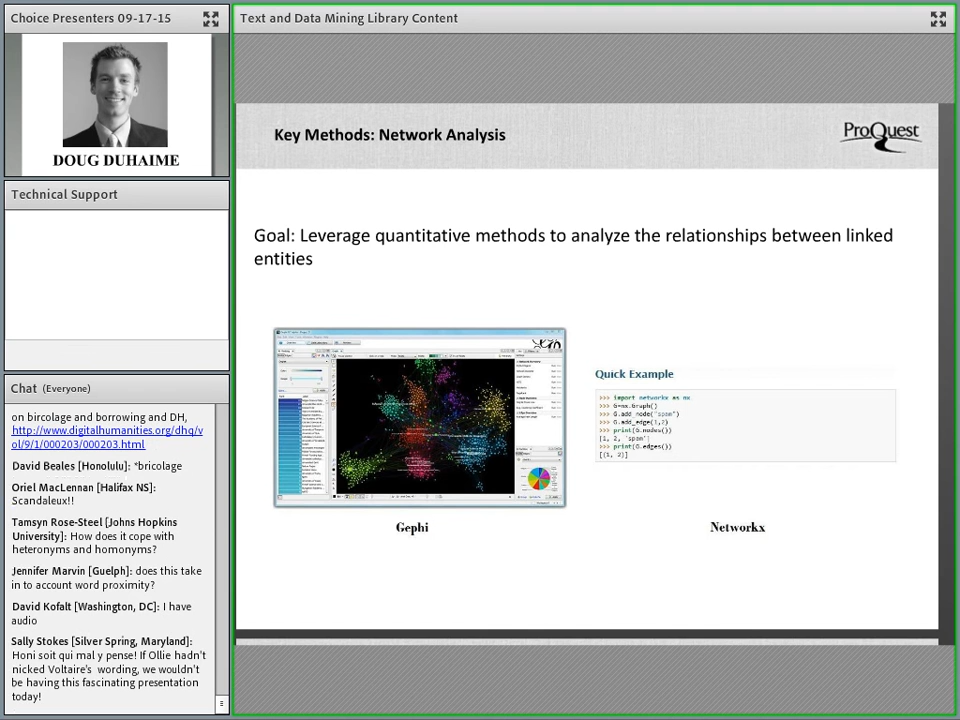 Choice Presenters 09-17-15
DOUG DUHAIME
Technical Support
Chat (Everyone)
on bircolage and borrowing and DH,
http://www.digitalhumanities.org/dhq/v
ol/9/1/000203/000203.html
David Beales [Honolulu]: *bricolage
Oriel MacLennan [Halifax NS]:
Scandaleux!!
Tamsyn Rose-Steel [Johns Hopkins
University]: How does it cope with
heteronyms and homonyms?
Jennifer Marvin [Guelph]: does this take
in to account word proximity?
David Kofalt [Washington, DC]: I have
audio
Sally Stokes [Silver Spring, Maryland]:
Honi soit qui mal y pense! If Ollie hadn't
nicked Voltaire's wording, we wouldn't
be having this fascinating presentation
today!
Text and Data Mining Library Content
Key Methods: Network Analysis
ProQuest
Goal: Leverage quantitative methods to analyze the relationships between linked
entities
Gephi
Quick Example
>>> import networkx as nx
>>> G=nx.Graph()
>>> G.add_node("spam")
>>> G.add_edge(1,2)
>>> print(G.nodes())
[1, 2, 'spam']
>>> print(G.edges())
[(1, 2)]
Networkx